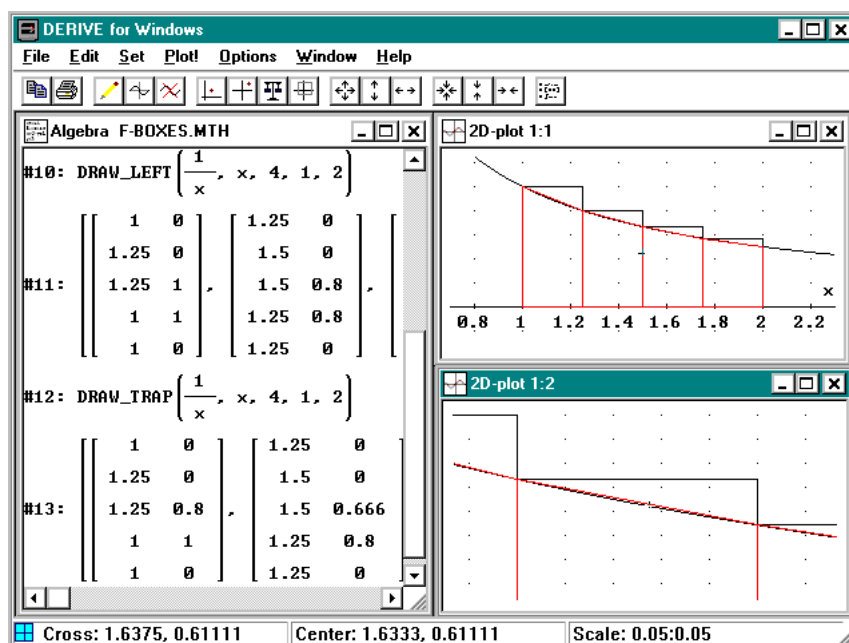 DERIVE for Windows
File Edit Set Plot! Options Window Help
Algebra F-BOXES.MTH
#10: DRAW_LEFT(1/x, x, 4, 1, 2)
#11: [[1 0] [1.25 0
1.25 0 1.5 0
1.25 1 , 1.5 0.8 ,
1 1 1.25 0.8
1 0] 1.25 0] [
#12: DRAW_TRAP(1/x, x, 4, 1, 2)
#13: [[1 0 1.25 0
1.25 0 1.5 0
1.25 0.8 , 1.5 0.666
1 1 1.25 0.8
1 0] 1.25 0
2D-plot 1:1
x
0.8 1 1.2 1.4 1.6 1.8 2 2.2
2D-plot 1:2
Cross: 1.6375, 0.61111 Center: 1.6333, 0.61111 Scale: 0.05:0.05